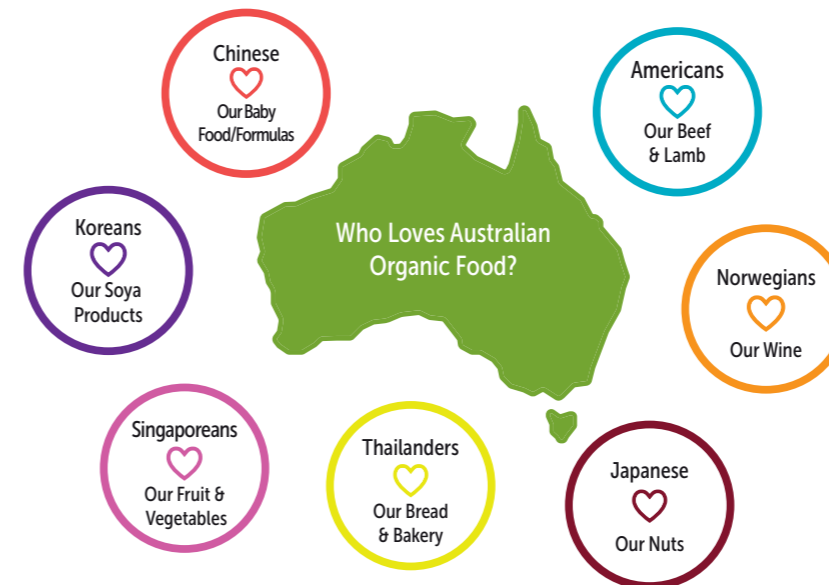 Chinese
Our Baby
Food/Formulas
Americans
Our Beef
& Lamb
Who Loves Australian
Organic Food?
Koreans
Our Soya
Products
Norwegians
Our Wine
Singaporeans
Our Fruit &
Vegetables
Thailanders
Our Bread
& Bakery
Japanese
Our Nuts